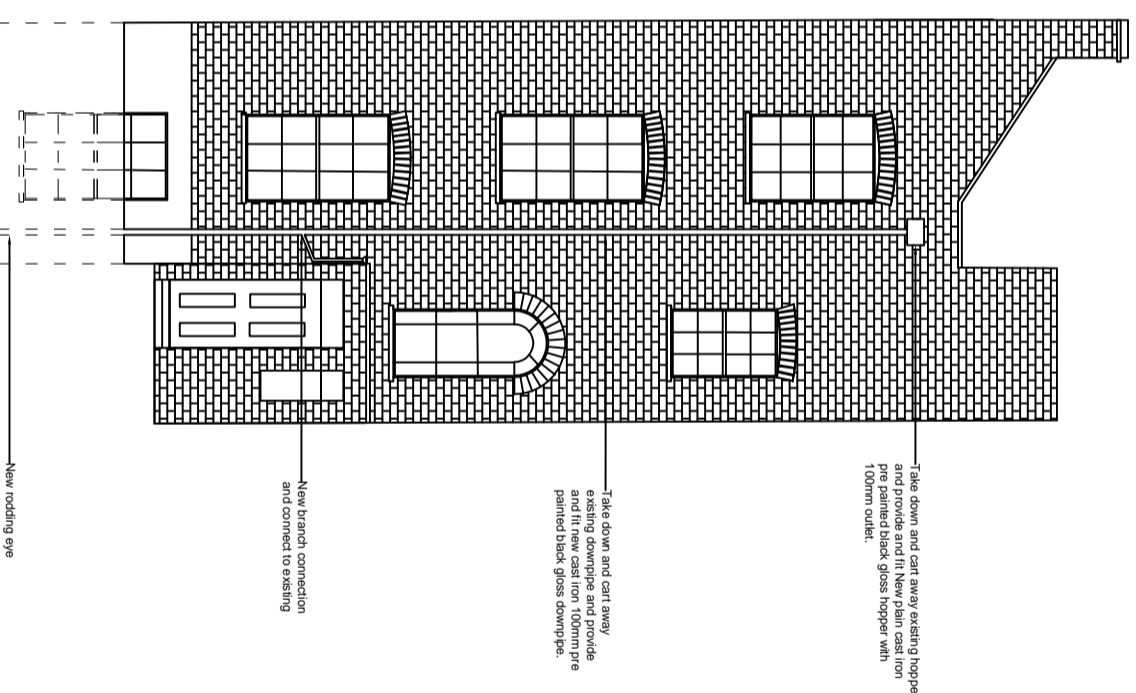 Take down and cart away existing hoppe
and provide and fit New plain cast iron
pre painted black gloss hopper with
100mm outlet.
Take down and cart away
existing downpipe and provide
and fit new cast iron 100mm pre
painted black gloss downpipe.
New branch connection
and connect to existing
New rodding eye